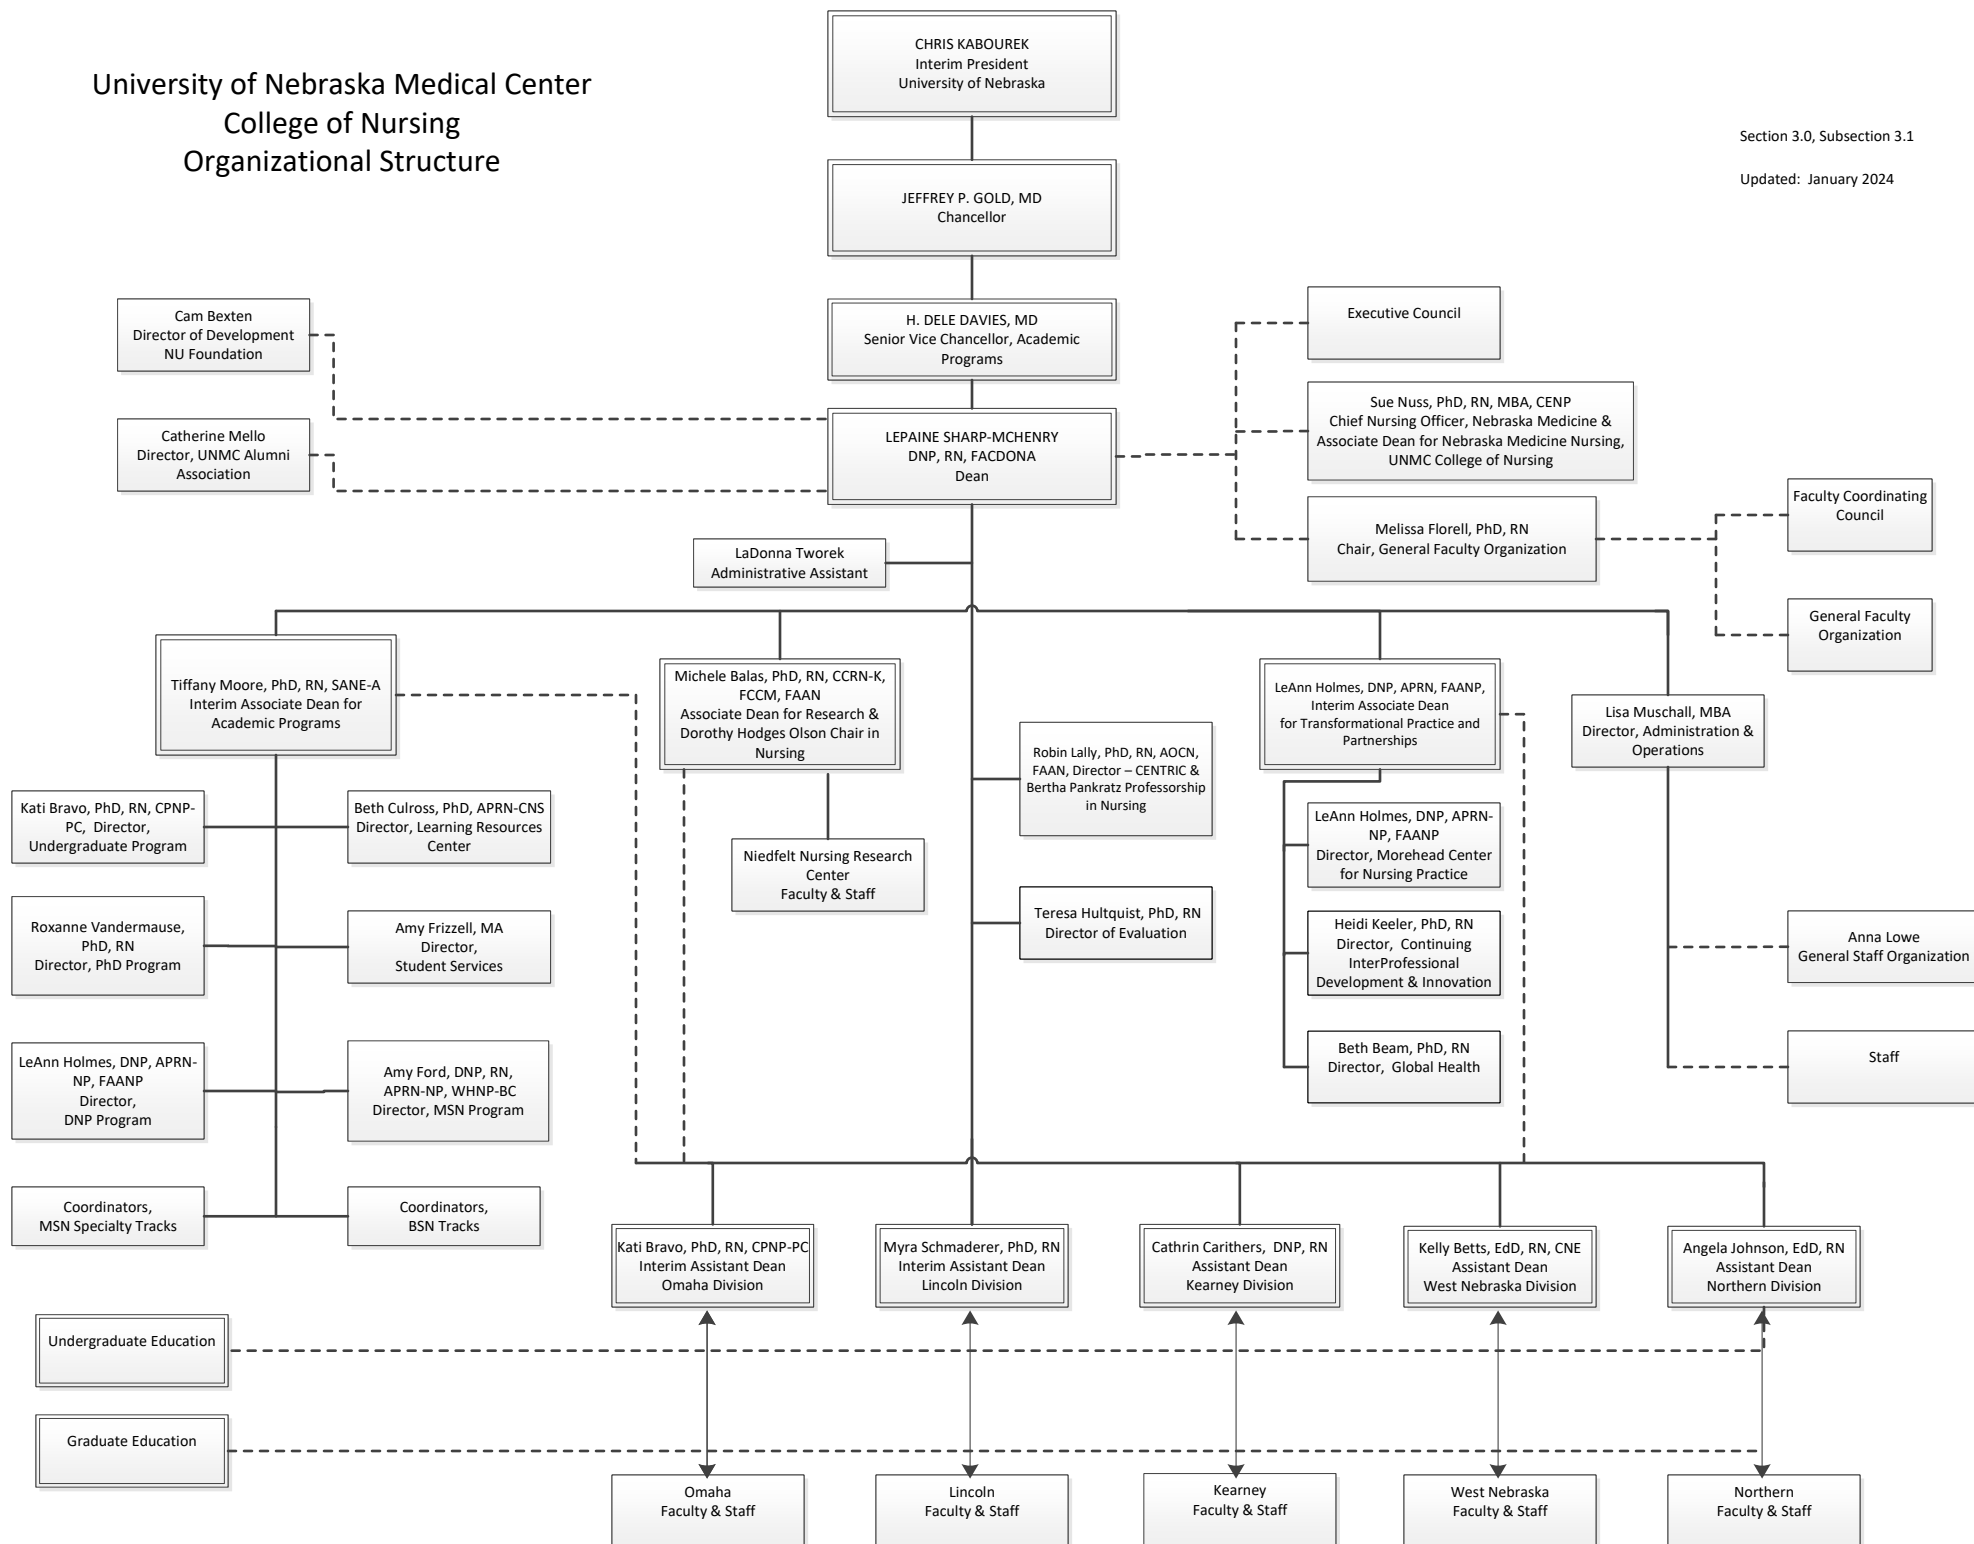 University of Nebraska Medical Center
College of Nursing
Organizational Structure
CHRIS KABOUREK
Interim President
University of Nebraska
Section 3.0, Subsection 3.1
Updated: January 2024
JEFFREY P. GOLD, MD
Chancellor
H. DELE DAVIES, MD
Senior Vice Chancellor, Academic
Programs
Cam Bexten
Director of Development
NU Foundation
Catherine Mello
Director, UNMC Alumni
Association
LEPAINE SHARP-MCHENRY
DNP, RN, FACDONA
Dean
Executive Council
Sue Nuss, PhD, RN, MBA, CENP
Chief Nursing Officer, Nebraska Medicine &
Associate Dean for Nebraska Medicine Nursing,
UNMC College of Nursing
Melissa Florell, PhD, RN
Chair, General Faculty Organization
Faculty Coordinating
Council
General Faculty
Organization
LaDonna Tworek
Administrative Assistant
Tiffany Moore, PhD, RN, SANE-A
Interim Associate Dean for
Academic Programs
Michele Balas, PhD, RN, CCRN-K,
FCCM, FAAN
Associate Dean for Research &
Dorothy Hodges Olson Chair in
Nursing
Robin Lally, PhD, RN, AOCN,
FAAN, Director – CENTRIC &
Bertha Pankratz Professorship
in Nursing
LeAnn Holmes, DNP, APRN, FAANP,
Interim Associate Dean
for Transformational Practice and
Partnerships
Lisa Muschall, MBA
Director, Administration &
Operations
Kati Bravo, PhD, RN, CPNP-
PC, Director,
Undergraduate Program
Beth Culross, PhD, APRN-CNS
Director, Learning Resources
Center
Niedfelt Nursing Research
Center
Faculty & Staff
LeAnn Holmes, DNP, APRN-
NP, FAANP
Director, Morehead Center
for Nursing Practice
Roxanne Vandermause,
PhD, RN
Director, PhD Program
Amy Frizzell, MA
Director,
Student Services
Teresa Hultquist, PhD, RN
Director of Evaluation
Heidi Keeler, PhD, RN
Director, Continuing
InterProfessional
Development & Innovation
Anna Lowe
General Staff Organization
LeAnn Holmes, DNP, APRN-
NP, FAANP
Director,
DNP Program
Amy Ford, DNP, RN,
APRN-NP, WHNP-BC
Director, MSN Program
Beth Beam, PhD, RN
Director, Global Health
Staff
Coordinators,
MSN Specialty Tracks
Coordinators,
BSN Tracks
Kati Bravo, PhD, RN, CPNP-PC
Interim Assistant Dean
Omaha Division
Myra Schmaderer, PhD, RN
Interim Assistant Dean
Lincoln Division
Cathrin Carithers, DNP, RN
Assistant Dean
Kearney Division
Kelly Betts, EdD, RN, CNE
Assistant Dean
West Nebraska Division
Angela Johnson, EdD, RN
Assistant Dean
Northern Division
Undergraduate Education
Graduate Education
Omaha
Faculty & Staff
Lincoln
Faculty & Staff
Kearney
Faculty & Staff
West Nebraska
Faculty & Staff
Northern
Faculty & Staff